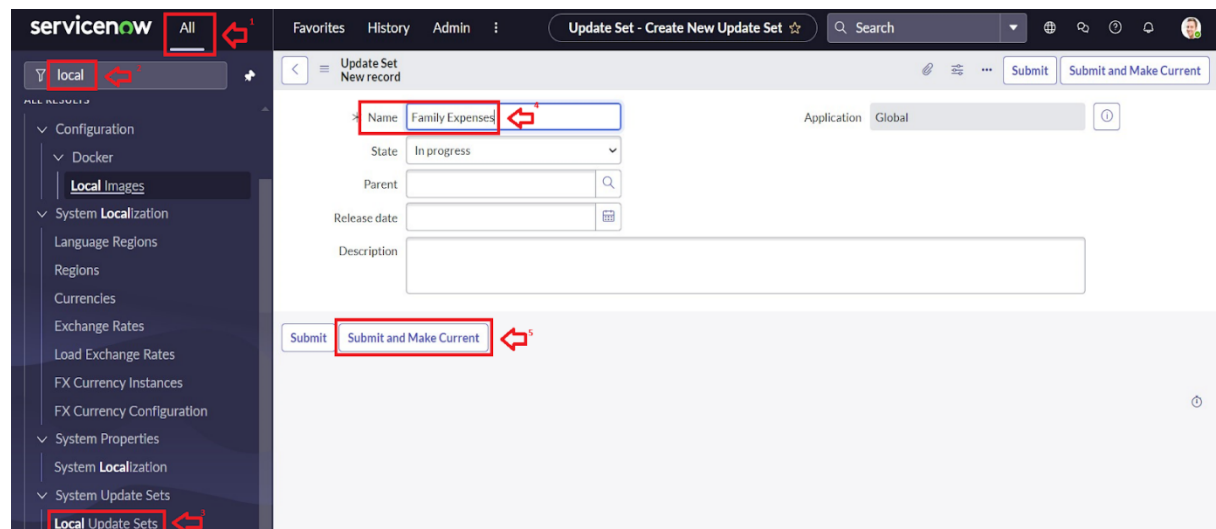 servicenow All 1 Favorites History Admin Update Set - Create New Update Set Search
local 2
Update Set
New record
Submit Submit and Make Current
ALL RESULTS
Configuration
Docker
Local Images
System Localization
Language Regions
Regions
Currencies
Exchange Rates
Load Exchange Rates
FX Currency Instances
FX Currency Configuration
System Properties
System Localization
System Update Sets
Local Update Sets 3
Name Family Expenses 4
Application Global
State In progress
Parent
Release date
Description
Submit Submit and Make Current 5